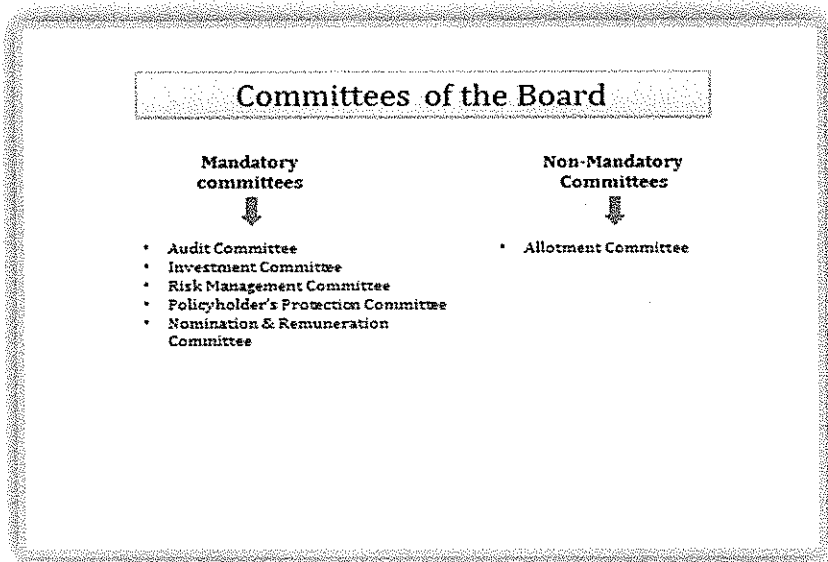 Committees of the Board
Mandatory
committees
• Audit Committee
• Investment Committee
• Risk Management Committee
• Policyholder's Protection Committee
• Nomination & Remuneration
Committee
Non-Mandatory
Committees
• Allotment Committee